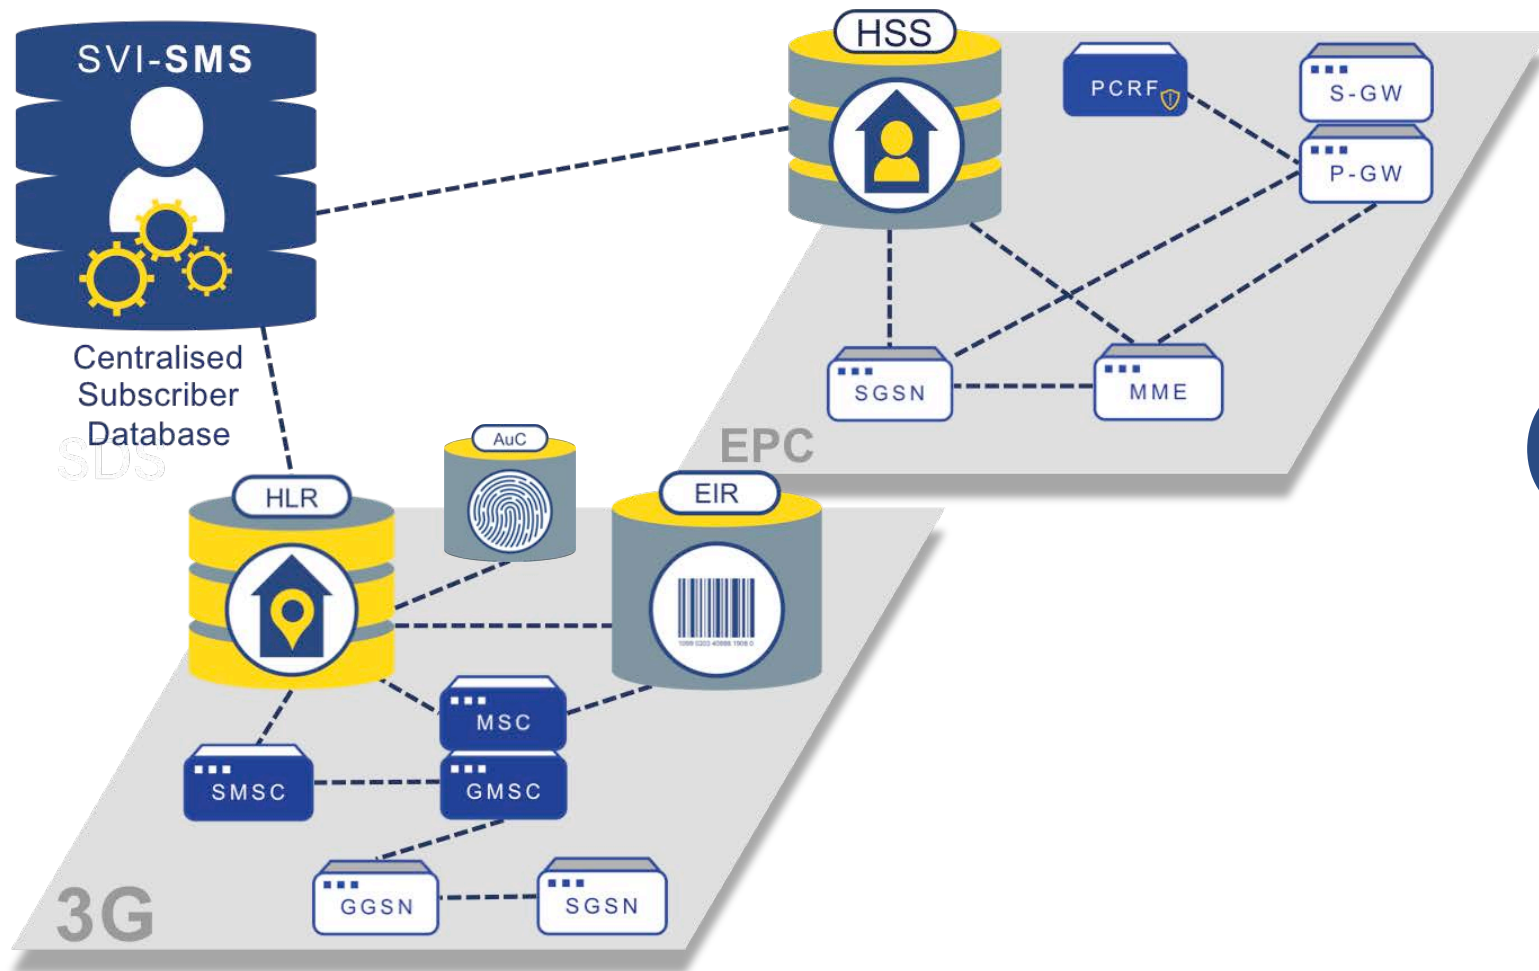 SVI-SMS
Centralised
Subscriber
Database
SDS
HSS
PCRF
S-GW
P-GW
SGSN
MME
EPC
HLR
AuC
EIR
MSC
SMSC
GMSC
GGSN
SGSN
3G